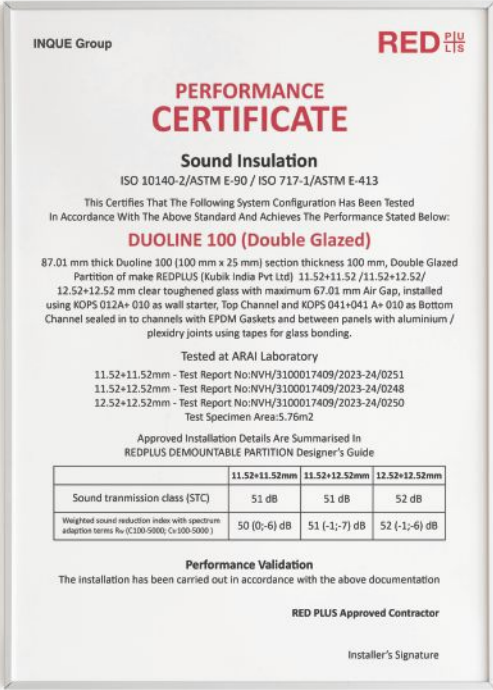 INQUE Group
RED PLUS
PERFORMANCE
CERTIFICATE
Sound Insulation
ISO 10140-2/ASTM E-90 / ISO 717-1/ASTM E-413
This Certifies That The Following System Configuration Has Been Tested
In Accordance With The Above Standard And Achieves The Performance Stated Below:
DUOLINE 100 (Double Glazed)
87.01 mm thick Duoline 100 (100 mm x 25 mm) section thickness 100 mm, Double Glazed
Partition of make REDPLUS (Kubik India Pvt Ltd) 11.52+11.52 /11.52+12.52/
12.52+12.52 mm clear toughened glass with maximum 67.01 mm Air Gap, installed
using KOPS 012A+ 010 as wall starter, Top Channel and KOPS 041+041 A+ 010 as Bottom
Channel sealed in to channels with EPDM Gaskets and between panels with aluminium /
plexidry joints using tapes for glass bonding.
Tested at ARAI Laboratory
11.52+11.52mm - Test Report No:NVH/3100017409/2023-24/0251
11.52+12.52mm - Test Report No:NVH/3100017409/2023-24/0248
12.52+12.52mm - Test Report No:NVH/3100017409/2023-24/0250
Test Specimen Area:5.76m2
Approved Installation Details Are Summarised In
REDPLUS DEMOUNTABLE PARTITION Designer's Guide
11.52+11.52mm 11.52+12.52mm 12.52+12.52mm
Sound tranmission class (STC) 51 dB 51 dB 52 dB
Weighted sound reduction index with spectrum
adaption terms Rw (C100-5000; Ctr100-5000 ) 50 (0;-6) dB 51 (-1;-7) dB 52 (-1;-6) dB
Performance Validation
The installation has been carried out in accordance with the above documentation
RED PLUS Approved Contractor
Installer's Signature